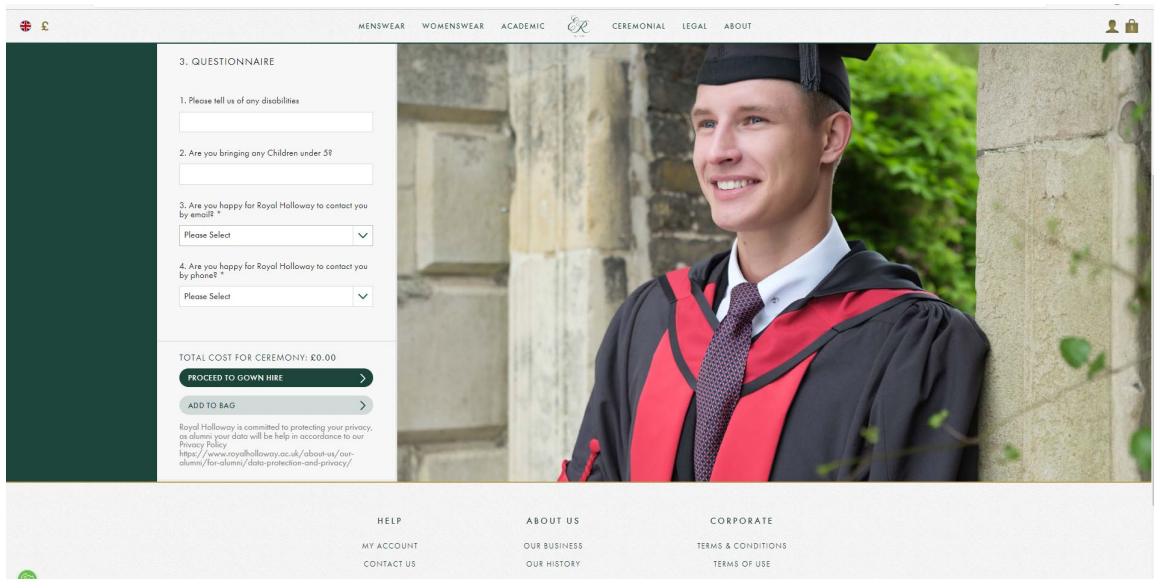 £ MENSWEAR WOMENSWEAR ACADEMIC ER CEREMONIAL LEGAL ABOUT
3. QUESTIONNAIRE
1. Please tell us of any disabilities
2. Are you bringing any Children under 5?
3. Are you happy for Royal Holloway to contact you
by email? *
Please Select
4. Are you happy for Royal Holloway to contact you
by phone? *
Please Select
TOTAL COST FOR CEREMONY: £0.00
PROCEED TO GOWN HIRE
ADD TO BAG
Royal Holloway is committed to protecting your privacy,
as alumni your data will be help in accordance to our
Privacy Policy
https://www.royalholloway.ac.uk/about-us/our-
alumni/for-alumni/data-protection-and-privacy/
HELP ABOUT US CORPORATE
MY ACCOUNT OUR BUSINESS TERMS & CONDITIONS
CONTACT US OUR HISTORY TERMS OF USE